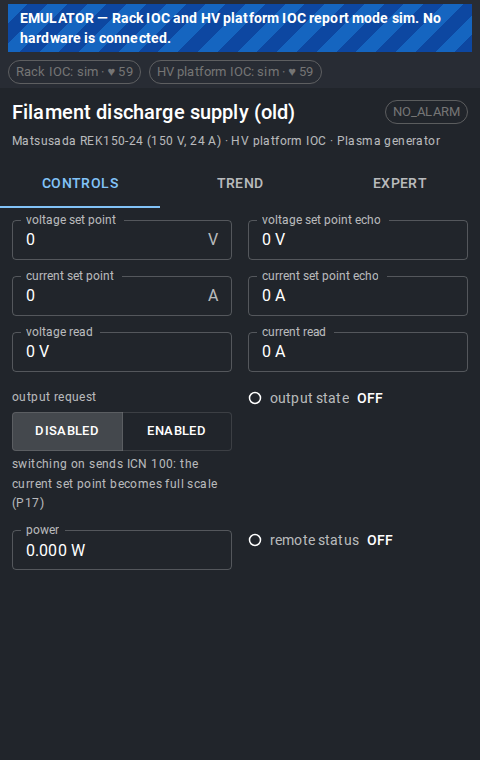 EMULATOR — Rack IOC and HV platform IOC report mode sim. No
hardware is connected.
Rack IOC: sim · ♥ 59
HV platform IOC: sim · ♥ 59
Filament discharge supply (old)
NO_ALARM
Matsusada REK150-24 (150 V, 24 A) · HV platform IOC · Plasma generator
CONTROLS
TREND
EXPERT
voltage set point
0 V
voltage set point echo
0 V
current set point
0 A
current set point echo
0 A
voltage read
0 V
current read
0 A
output request
output state OFF
DISABLED
ENABLED
switching on sends ICN 100: the
current set point becomes full scale
(P17)
power
0.000 W
remote status OFF